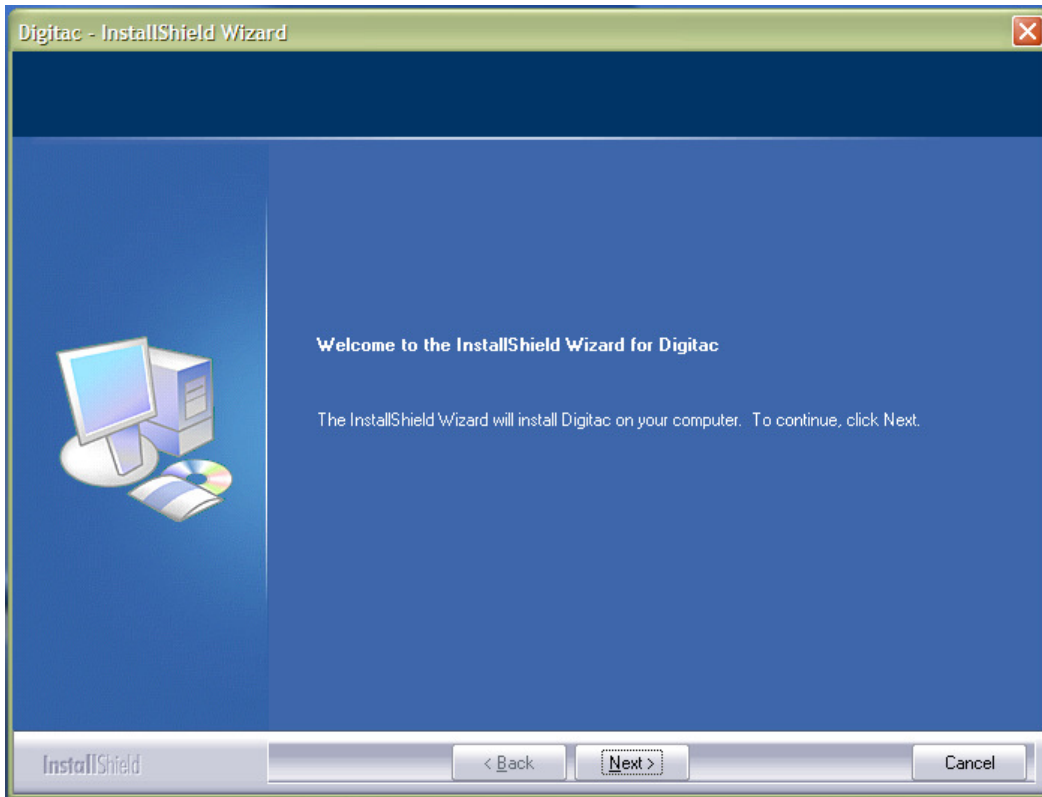 Digitac - InstallShield Wizard
Welcome to the InstallShield Wizard for Digitac
The InstallShield Wizard will install Digitac on your computer.  To continue, click Next.
InstallShield
< Back
Next >
Cancel